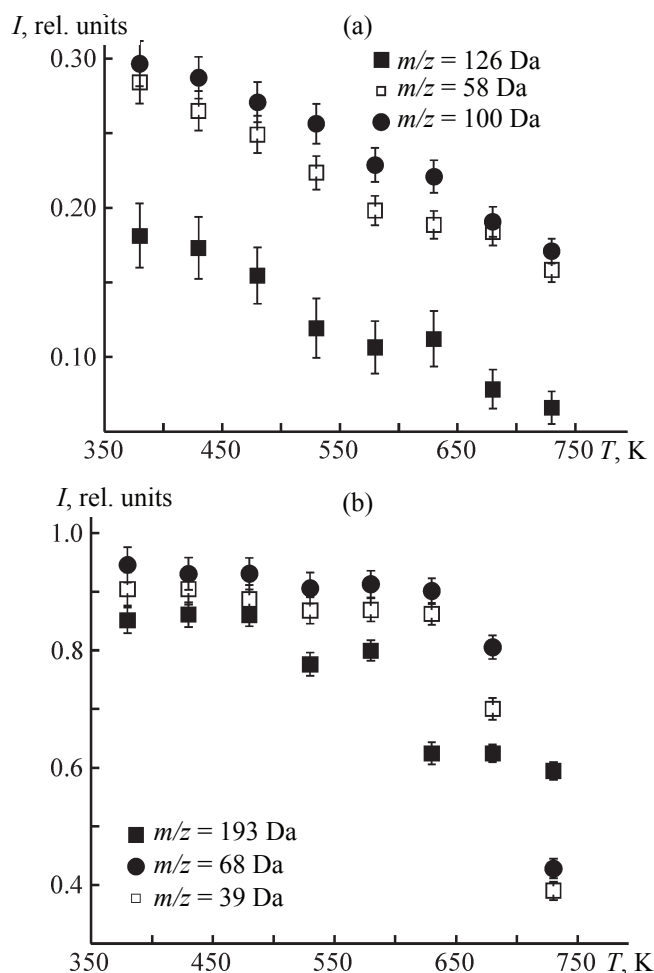 I, rel. units
(a)
0.30
m/z = 126 Da
m/z = 58 Da
m/z = 100 Da
0.20
0.10
350 450 550 650 750 T, K
I, rel. units
(b)
1.0
0.8
0.6
m/z = 193 Da
m/z = 68 Da
m/z = 39 Da
0.4
350 450 550 650 750 T, K